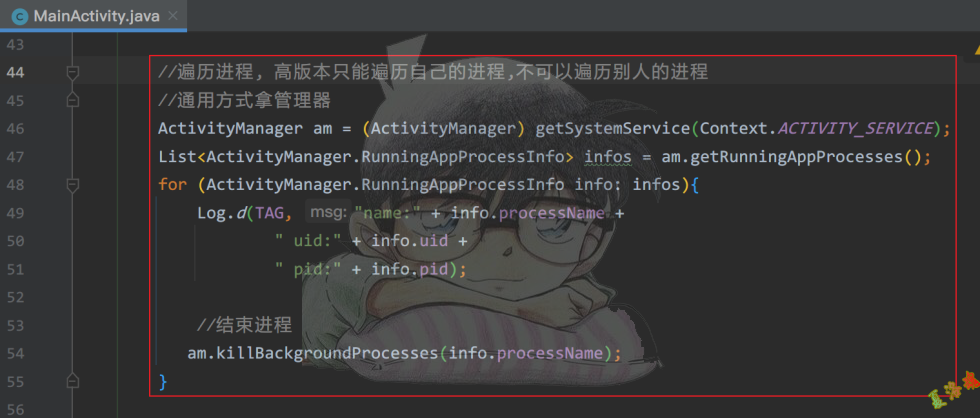 MainActivity.java
43
44 //遍历进程, 高版本只能遍历自己的进程,不可以遍历别人的进程
45 //通用方式拿管理器
46 ActivityManager am = (ActivityManager) getSystemService(Context.ACTIVITY_SERVICE);
47 List<ActivityManager.RunningAppProcessInfo> infos = am.getRunningAppProcesses();
48 for (ActivityManager.RunningAppProcessInfo info: infos){
49 Log.d(TAG, msg: "name:" + info.processName +
50 " uid:" + info.uid +
51 " pid:" + info.pid);
52
53 //结束进程
54 am.killBackgroundProcesses(info.processName);
55 }
56